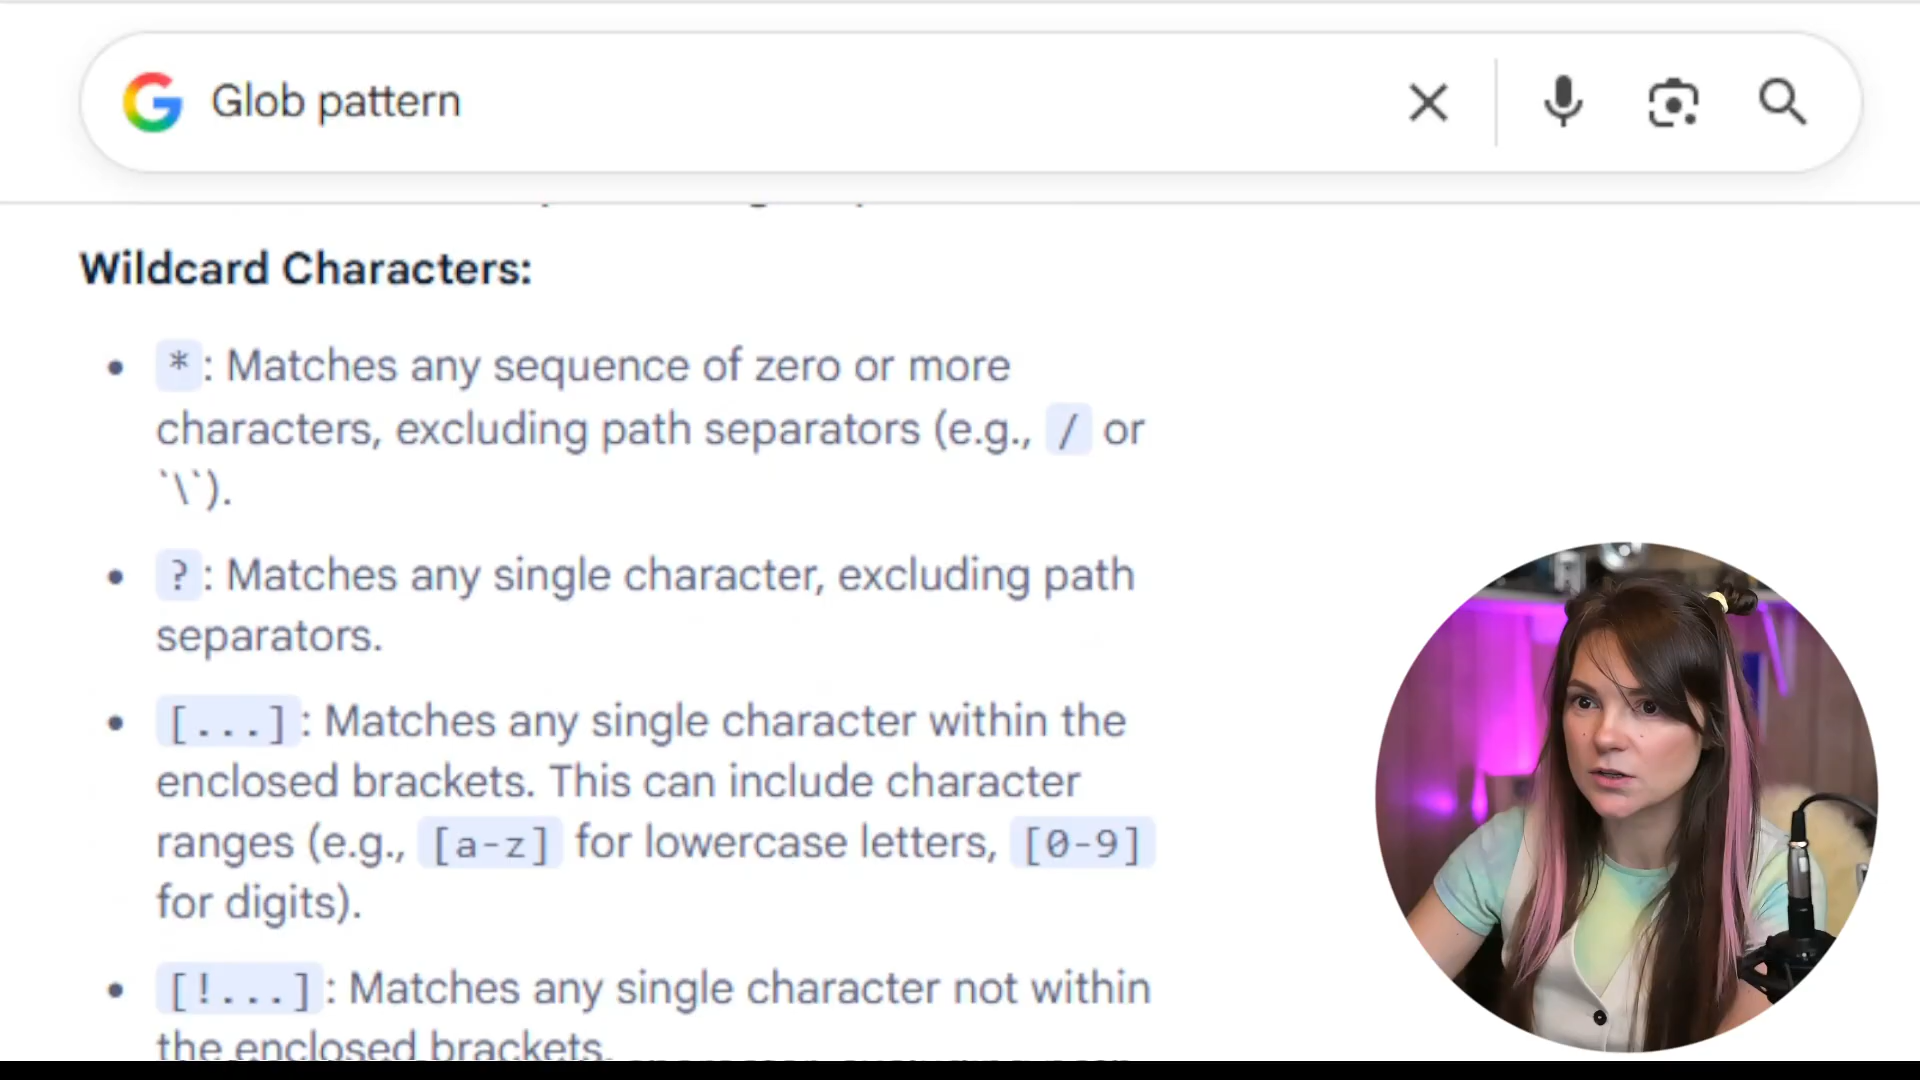 Glob pattern
Wildcard Characters:
* : Matches any sequence of zero or more
characters, excluding path separators (e.g., / or
`\`).
? : Matches any single character, excluding path
separators.
[...] : Matches any single character within the
enclosed brackets. This can include character
ranges (e.g., [a-z] for lowercase letters, [0-9]
for digits).
[!...] : Matches any single character not within
the enclosed brackets.